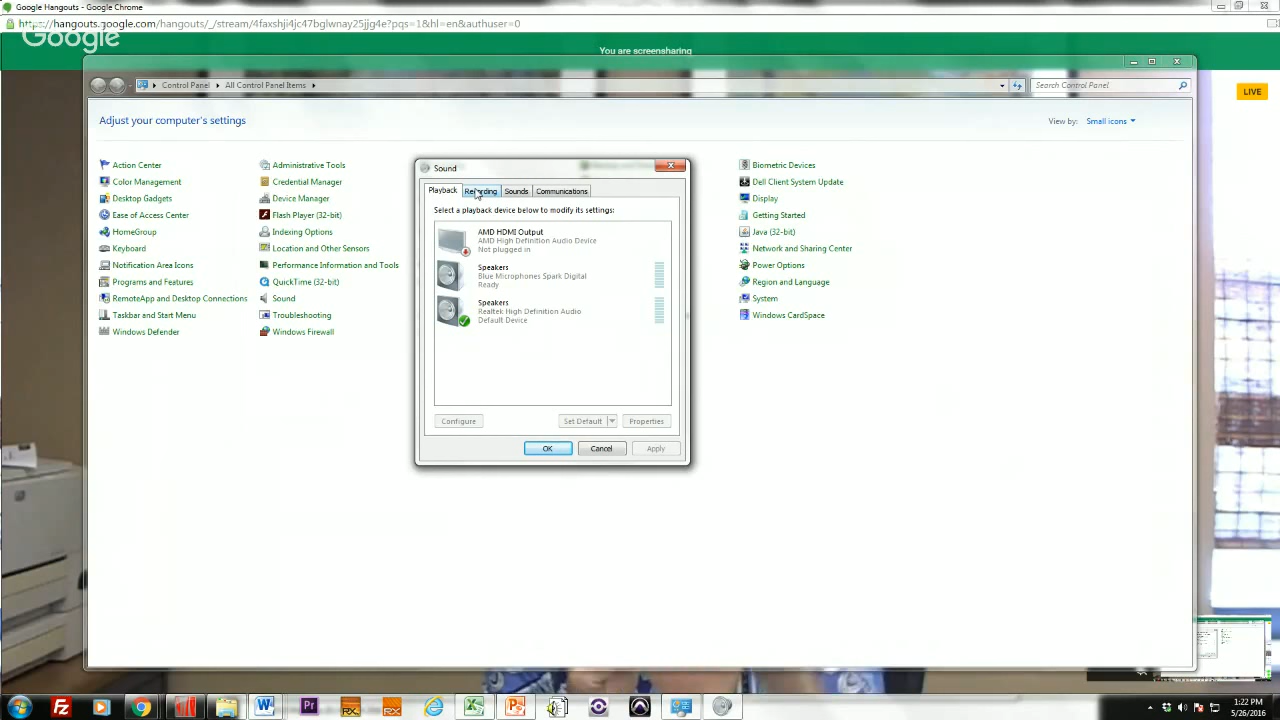 Google Hangouts - Google Chrome
https://hangouts.google.com/hangouts/_/stream/4faxshji4jc47bglwnay25jjg4e?pqs=1&hl=en&authuser=0
Google
You are screensharing
LIVE
Control Panel
All Control Panel Items
Search Control Panel
Adjust your computer's settings
View by: Small icons
Action Center
Color Management
Desktop Gadgets
Ease of Access Center
HomeGroup
Keyboard
Notification Area Icons
Programs and Features
RemoteApp and Desktop Connections
Taskbar and Start Menu
Windows Defender
Administrative Tools
Credential Manager
Device Manager
Flash Player (32-bit)
Indexing Options
Location and Other Sensors
Performance Information and Tools
QuickTime (32-bit)
Sound
Troubleshooting
Windows Firewall
Sound
Playback Recording Sounds Communications
Select a playback device below to modify its settings:
AMD HDMI Output
AMD High Definition Audio Device
Not plugged in
Speakers
Blue Microphones Spark Digital
Ready
Speakers
Realtek High Definition Audio
Default Device
Configure Set Default Properties
OK Cancel Apply
Biometric Devices
Dell Client System Update
Display
Getting Started
Java (32-bit)
Network and Sharing Center
Power Options
Region and Language
System
Windows CardSpace
1:22 PM
5/26/2016